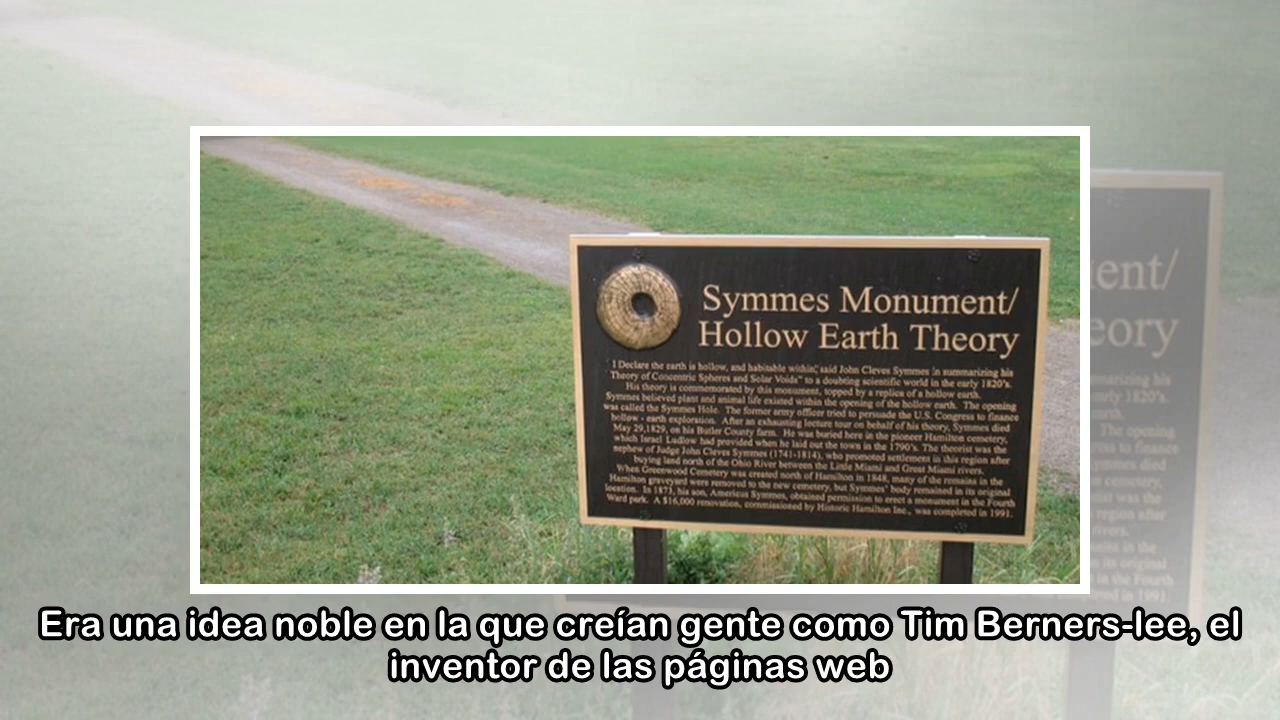 Symmes Monument/
Hollow Earth Theory
"I Declare the earth is hollow, and habitable within," said John Cleves Symmes in summarizing his
Theory of Concentric Spheres and Solar Voids" to a doubting scientific world in the early 1820's.
His theory is commemorated by this monument, topped by a replica of a hollow earth.
Symmes believed plant and animal life existed within the opening of the hollow earth. The opening
was called the Symmes Hole. The former army officer tried to persuade the U.S. Congress to finance
hollow - earth exploration. After an exhausting lecture tour on behalf of his theory, Symmes died
May 29,1829, on his Butler County farm. He was buried here in the pioneer Hamilton cemetery,
which Israel Ludlow had provided when he laid out the town in the 1790's. The theorist was the
nephew of Judge John Cleves Symmes (1741-1814), who promoted settlement in this region after
buying land north of the Ohio River between the Little Miami and Great Miami rivers.
When Greenwood Cemetery was created north of Hamilton in 1848, many of the remains in the
Hamilton graveyard were removed to the new cemetery, but Symmes' body remained in its original
location. In 1873, his son, Americus Symmes, obtained permission to erect a monument in the Fourth
Ward park. A $16,000 renovation, commissioned by Historic Hamilton Inc., was completed in 1991.
Era una idea noble en la que creían gente como Tim Berners-lee, el
inventor de las páginas web